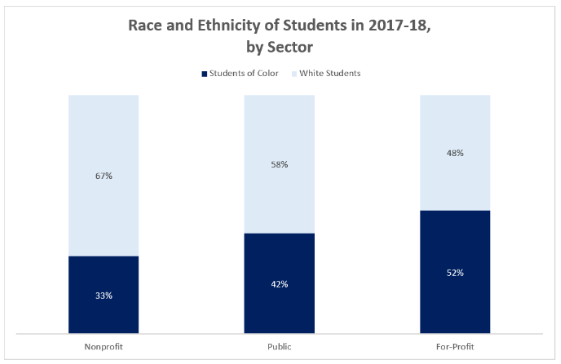 Race and Ethnicity of Students in 2017-18,
by Sector
Students of Color White Students
67% 58% 48%
33% 42% 52%
Nonprofit Public For-Profit